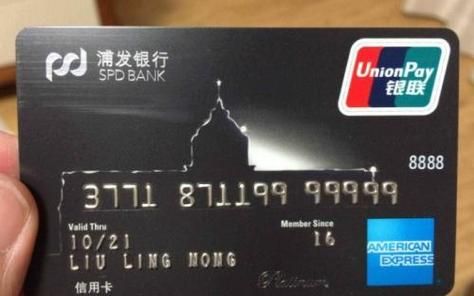 浦发银行
SPD BANK
UnionPay
银联
8888
3771 871199 99999
Valid Thru
Member Since
10/21
16
LIU LING NONG
信用卡
Platinum
AMERICAN
EXPRESS